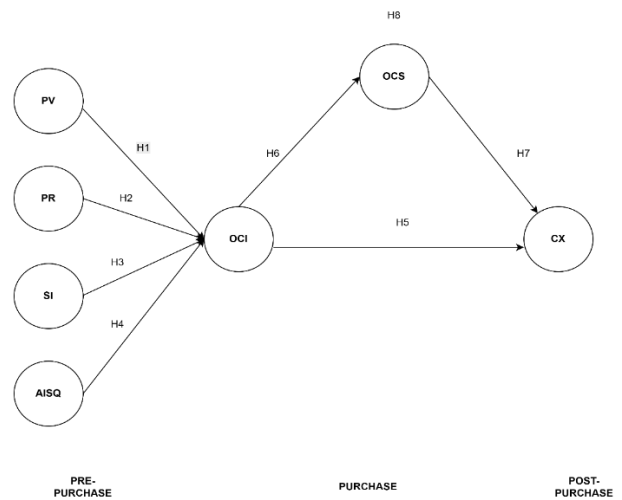 H8
OCS
PV
H1
H6
H7
PR
H2
OCI
H5
CX
H3
SI
H4
AISQ
PRE-
PURCHASE
PURCHASE
POST-
PURCHASE